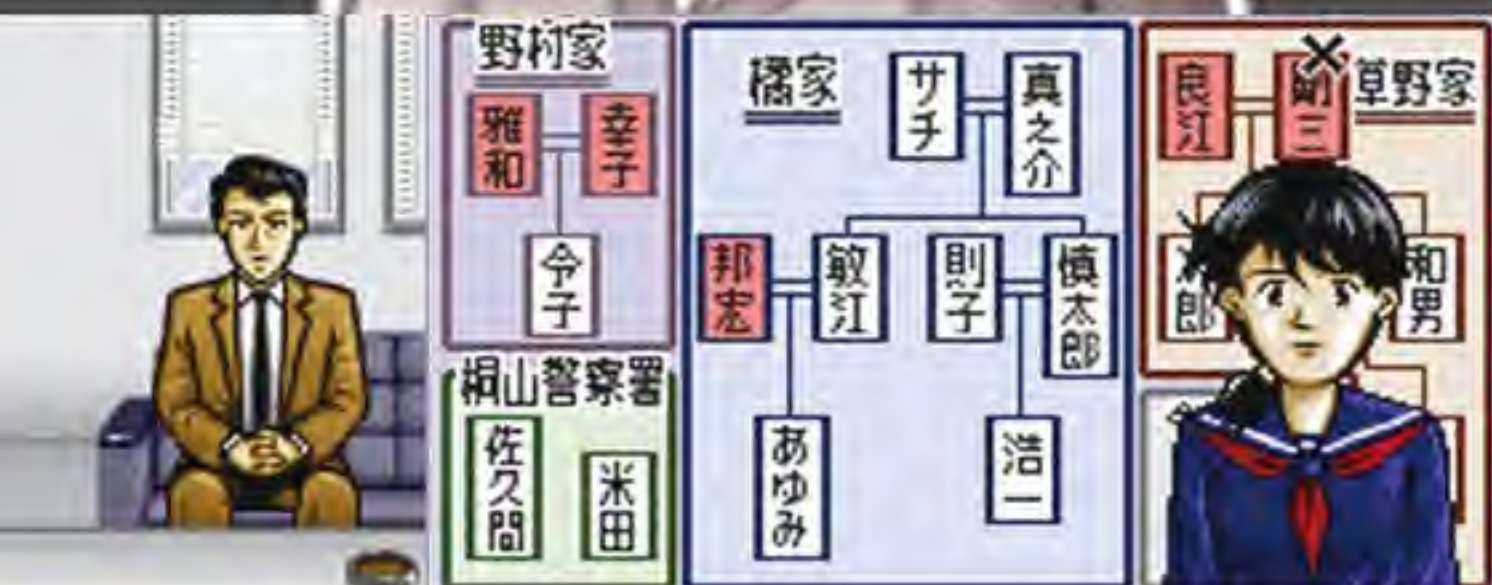 野村家
雅和
幸子
令子
桐山警察署
佐久間
米田
橘家
サチ
真之介
邦宏
敏江
則子
慎太郎
あゆみ
浩一
草野家
良江
剛三
郎
和男